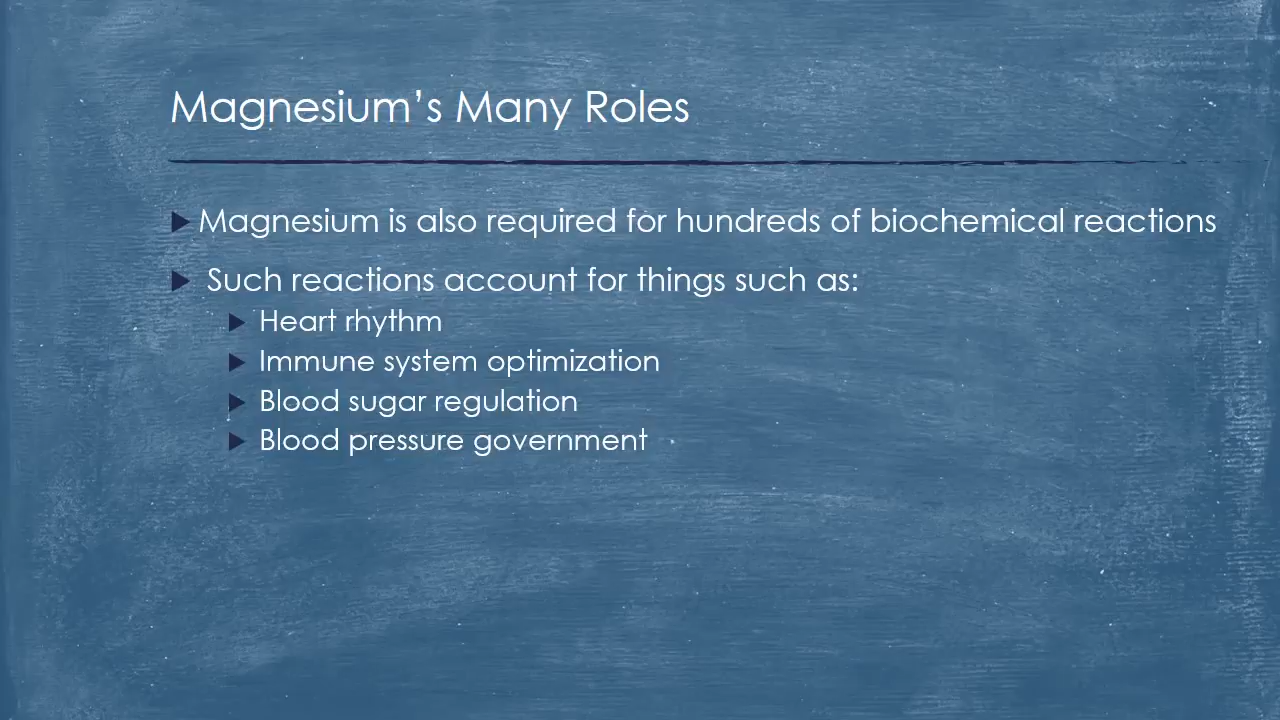 Magnesium’s Many Roles
Magnesium is also required for hundreds of biochemical reactions
Such reactions account for things such as:
Heart rhythm
Immune system optimization
Blood sugar regulation
Blood pressure government